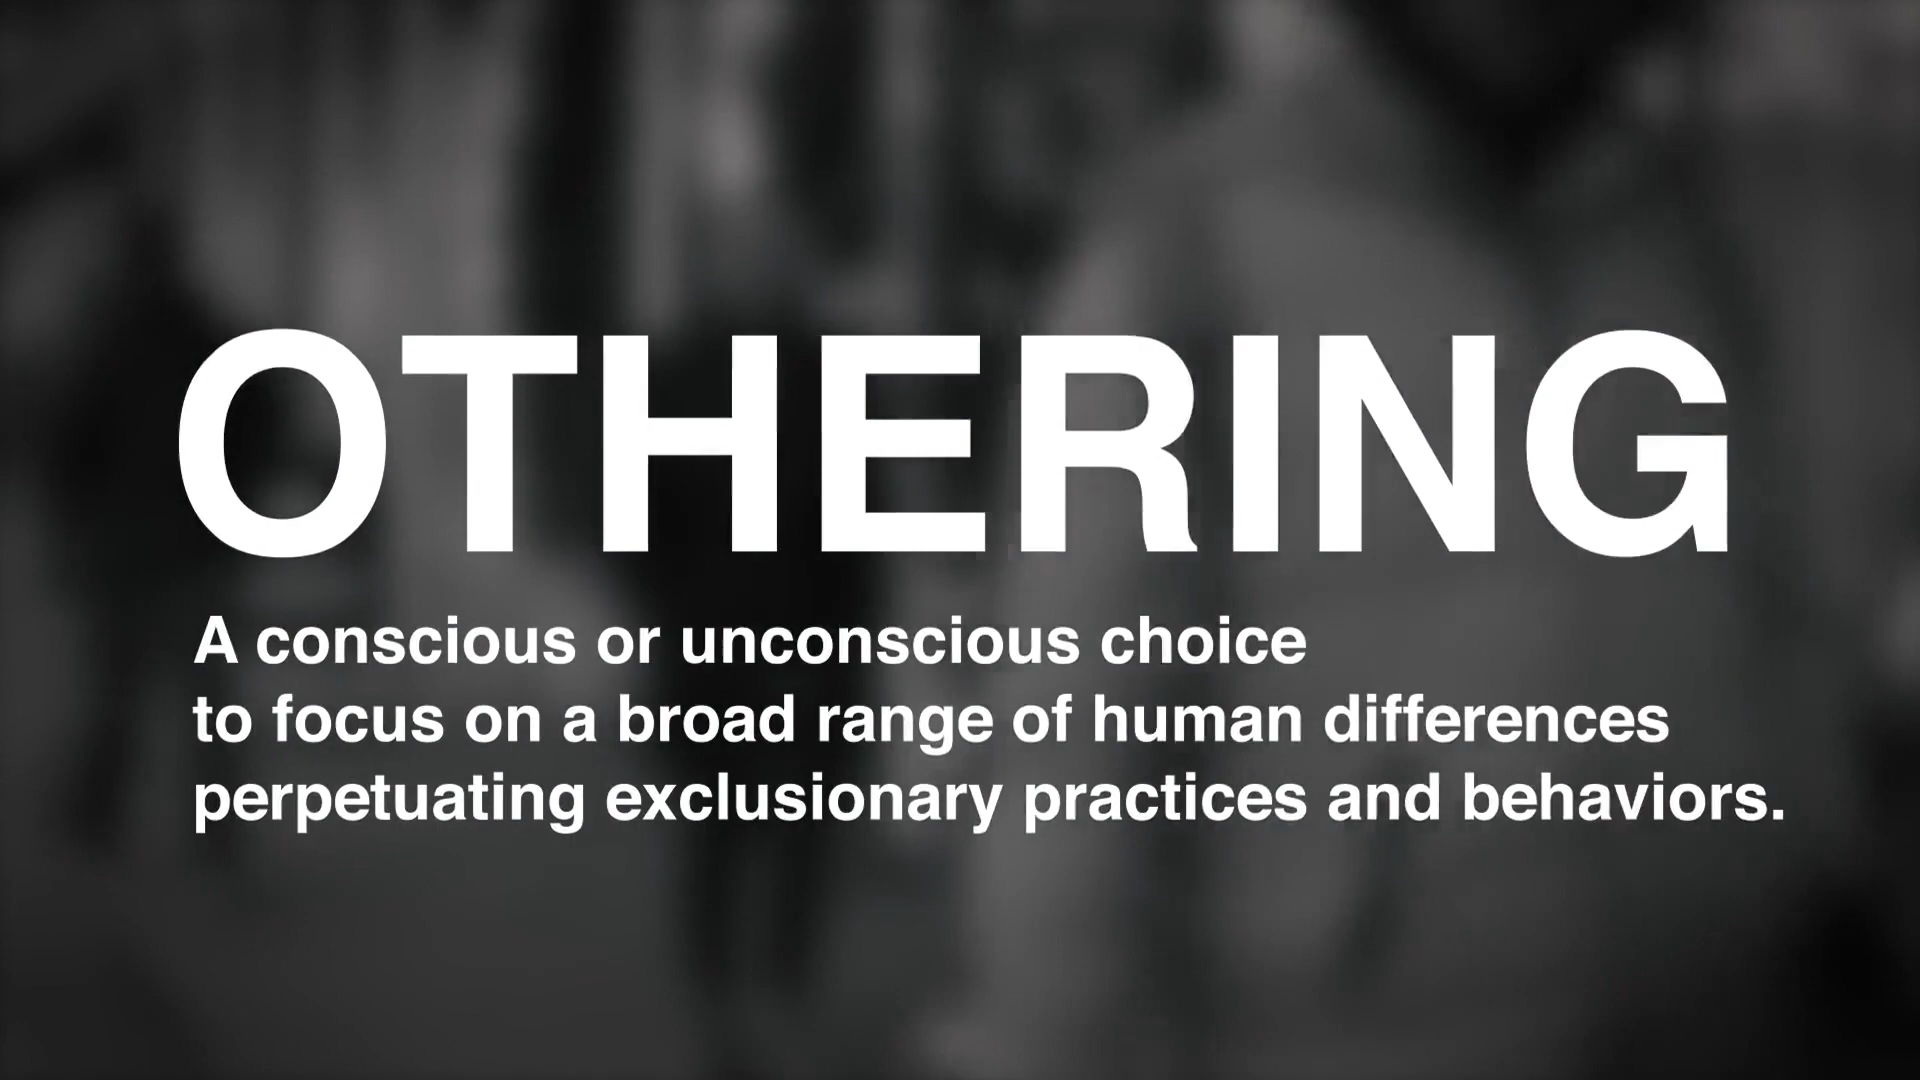 OTHERING
A conscious or unconscious choice
to focus on a broad range of human differences
perpetuating exclusionary practices and behaviors.